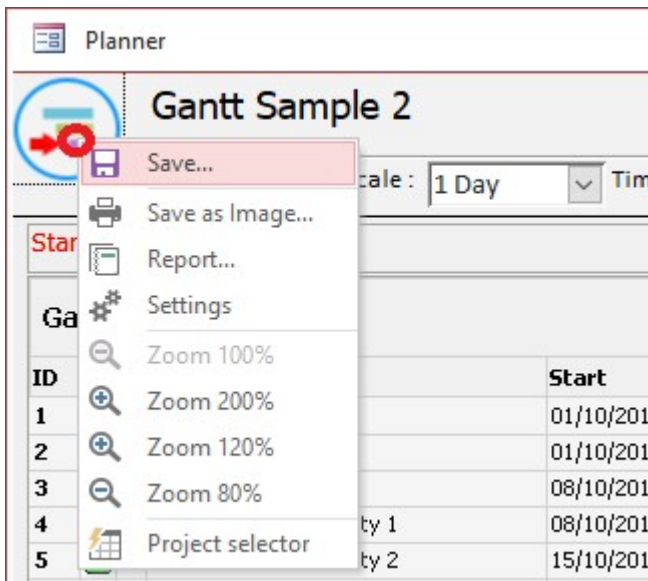 Planner
Gantt Sample 2
Save...
cale : 1 Day Tim
Save as Image...
Star
Report...
Settings
Ga
Zoom 100%
ID Start
Zoom 200%
1 01/10/201
Zoom 120%
2 01/10/201
3 08/10/201
Zoom 80%
4 ty 1 08/10/201
Project selector
5 ty 2 15/10/201